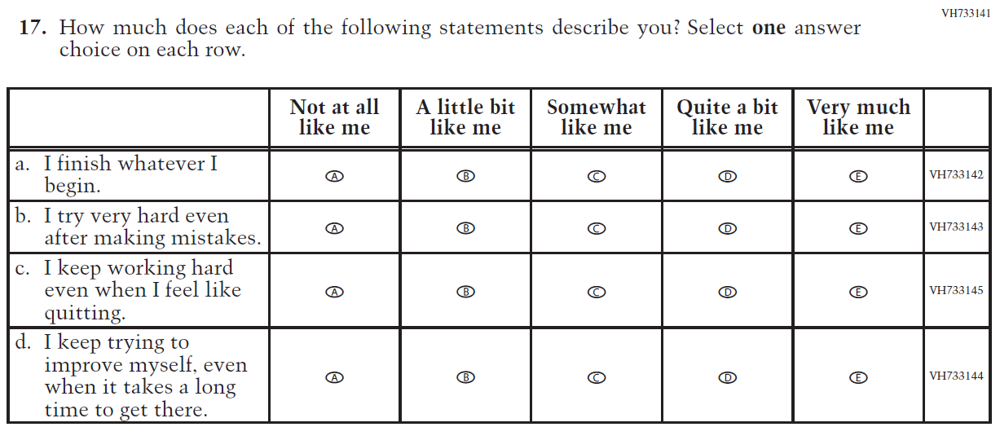 VH733141
17. How much does each of the following statements describe you? Select one answer
choice on each row.
Not at all
like me
A little bit
like me
Somewhat
like me
Quite a bit
like me
Very much
like me
a. I finish whatever I
begin.
A B C D E VH733142
b. I try very hard even
after making mistakes.
A B C D E VH733143
c. I keep working hard
even when I feel like
quitting.
A B C D E VH733145
d. I keep trying to
improve myself, even
when it takes a long
time to get there.
A B C D E VH733144